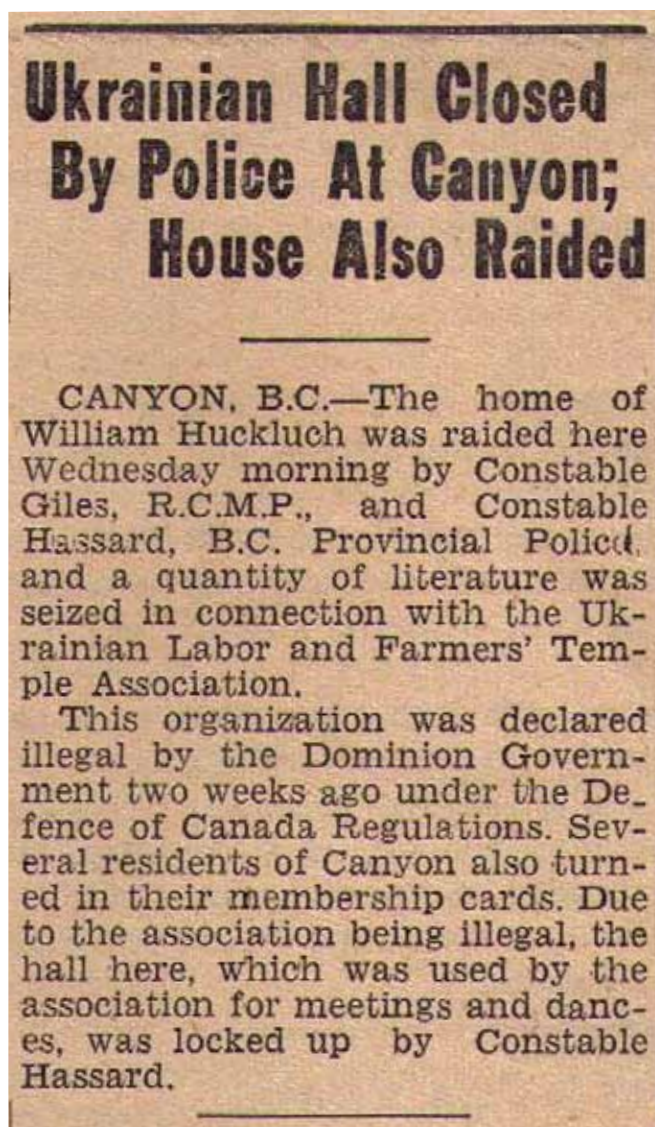 Ukrainian Hall Closed
By Police At Canyon;
House Also Raided
CANYON, B.C.—The home of
William Huckluch was raided here
Wednesday morning by Constable
Giles, R.C.M.P., and Constable
Hassard, B.C. Provincial Police,
and a quantity of literature was
seized in connection with the Uk-
rainian Labor and Farmers' Tem-
ple Association.
This organization was declared
illegal by the Dominion Govern-
ment two weeks ago under the De-
fence of Canada Regulations. Sev-
eral residents of Canyon also turn-
ed in their membership cards. Due
to the association being illegal, the
hall here, which was used by the
association for meetings and danc-
es, was locked up by Constable
Hassard.